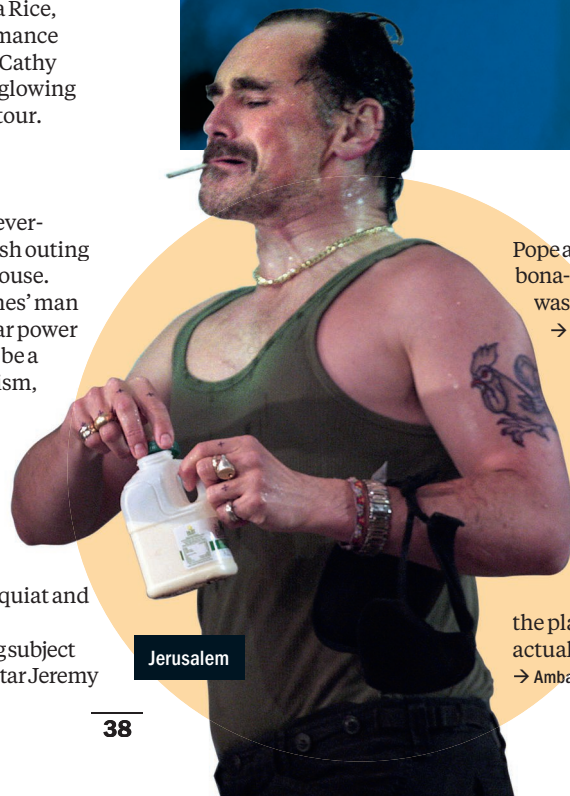 a Rice,
mance
Cathy
glowing
tour.
ever-
sh outing
ouse.
nes’ man
ar power
be a
ism,
quiat and
g subject
tar Jeremy
38
Jerusalem
Pope a
bona-
was
→
the pla
actual
→ Amba